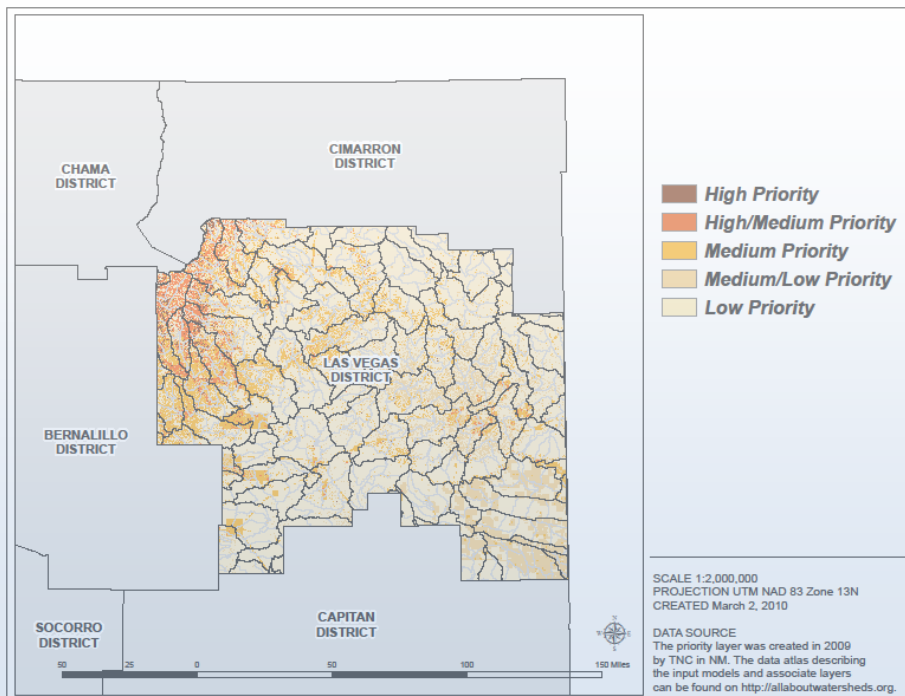 CHAMA
DISTRICT
CIMARRON
DISTRICT
High Priority
High/Medium Priority
Medium Priority
Medium/Low Priority
Low Priority
LAS VEGAS
DISTRICT
BERNALILLO
DISTRICT
SOCORRO
DISTRICT
CAPITAN
DISTRICT
50 25 0 50 100 150 Miles
SCALE 1:2,000,000
PROJECTION UTM NAD 83 Zone 13N
CREATED March 2, 2010
DATA SOURCE
The priority layer was created in 2009
by TNC in NM. The data atlas describing
the input models and associate layers
can be found on http://allaboutwatersheds.org.